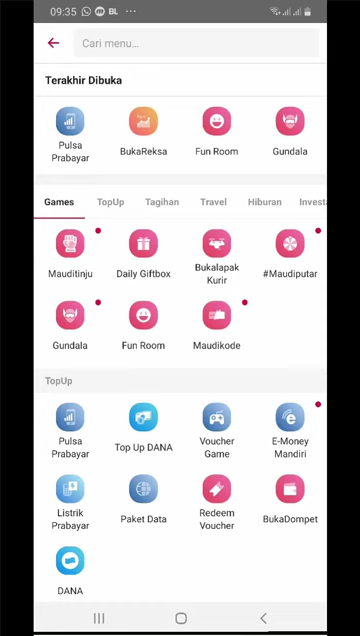 09:35 BL ...
Cari menu...
Terakhir Dibuka
Pulsa
Prabayar
BukaReksa
Fun Room
Gundala
Games TopUp Tagihan Travel Hiburan Investa
Mauditinju
Daily Giftbox
Bukalapak
Kurir
#Maudiputar
Gundala
Fun Room
Maudikode
TopUp
Pulsa
Prabayar
Top Up DANA
Voucher
Game
E-Money
Mandiri
Listrik
Prabayar
Paket Data
Redeem
Voucher
BukaDompet
DANA